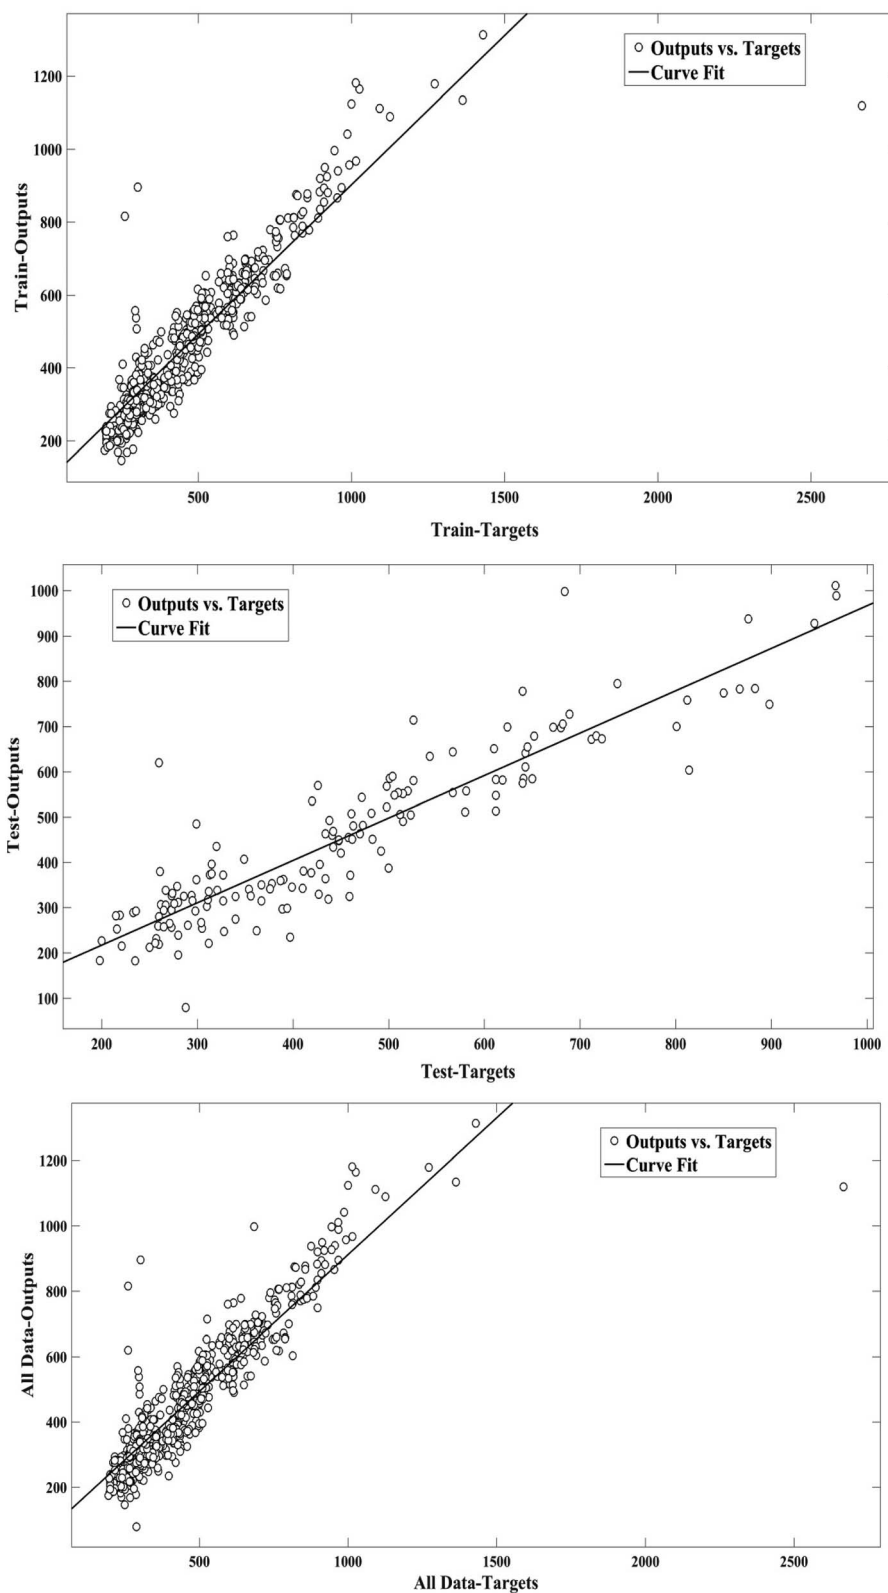 Outputs vs. Targets
Curve Fit
1200
1000
800
600
400
200
Train-Outputs
500 1000 1500 2000 2500
Train-Targets
Outputs vs. Targets
Curve Fit
1000
900
800
700
600
500
400
300
200
100
Test-Outputs
200 300 400 500 600 700 800 900 1000
Test-Targets
Outputs vs. Targets
Curve Fit
1200
1000
800
600
400
200
All Data-Outputs
500 1000 1500 2000 2500
All Data-Targets